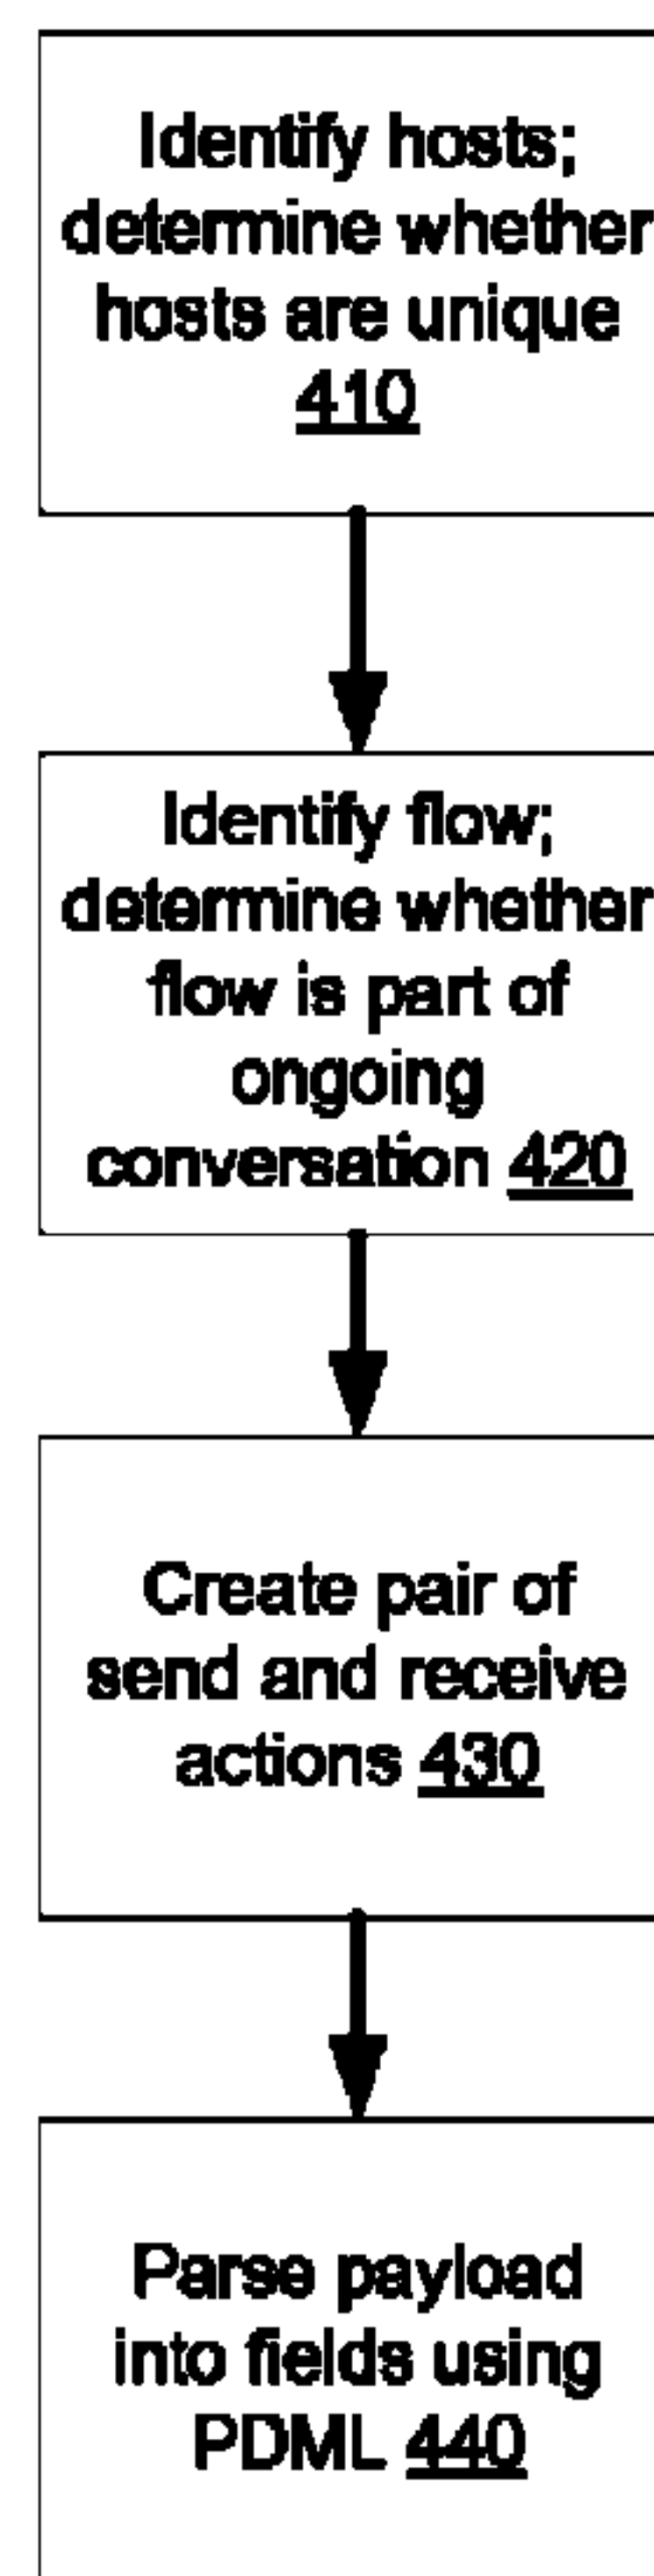 Identify hosts;
determine whether
hosts are unique
410
Identify flow;
determine whether
flow is part of
ongoing
conversation 420
Create pair of
send and receive
actions 430
Parse payload
into fields using
PDML 440